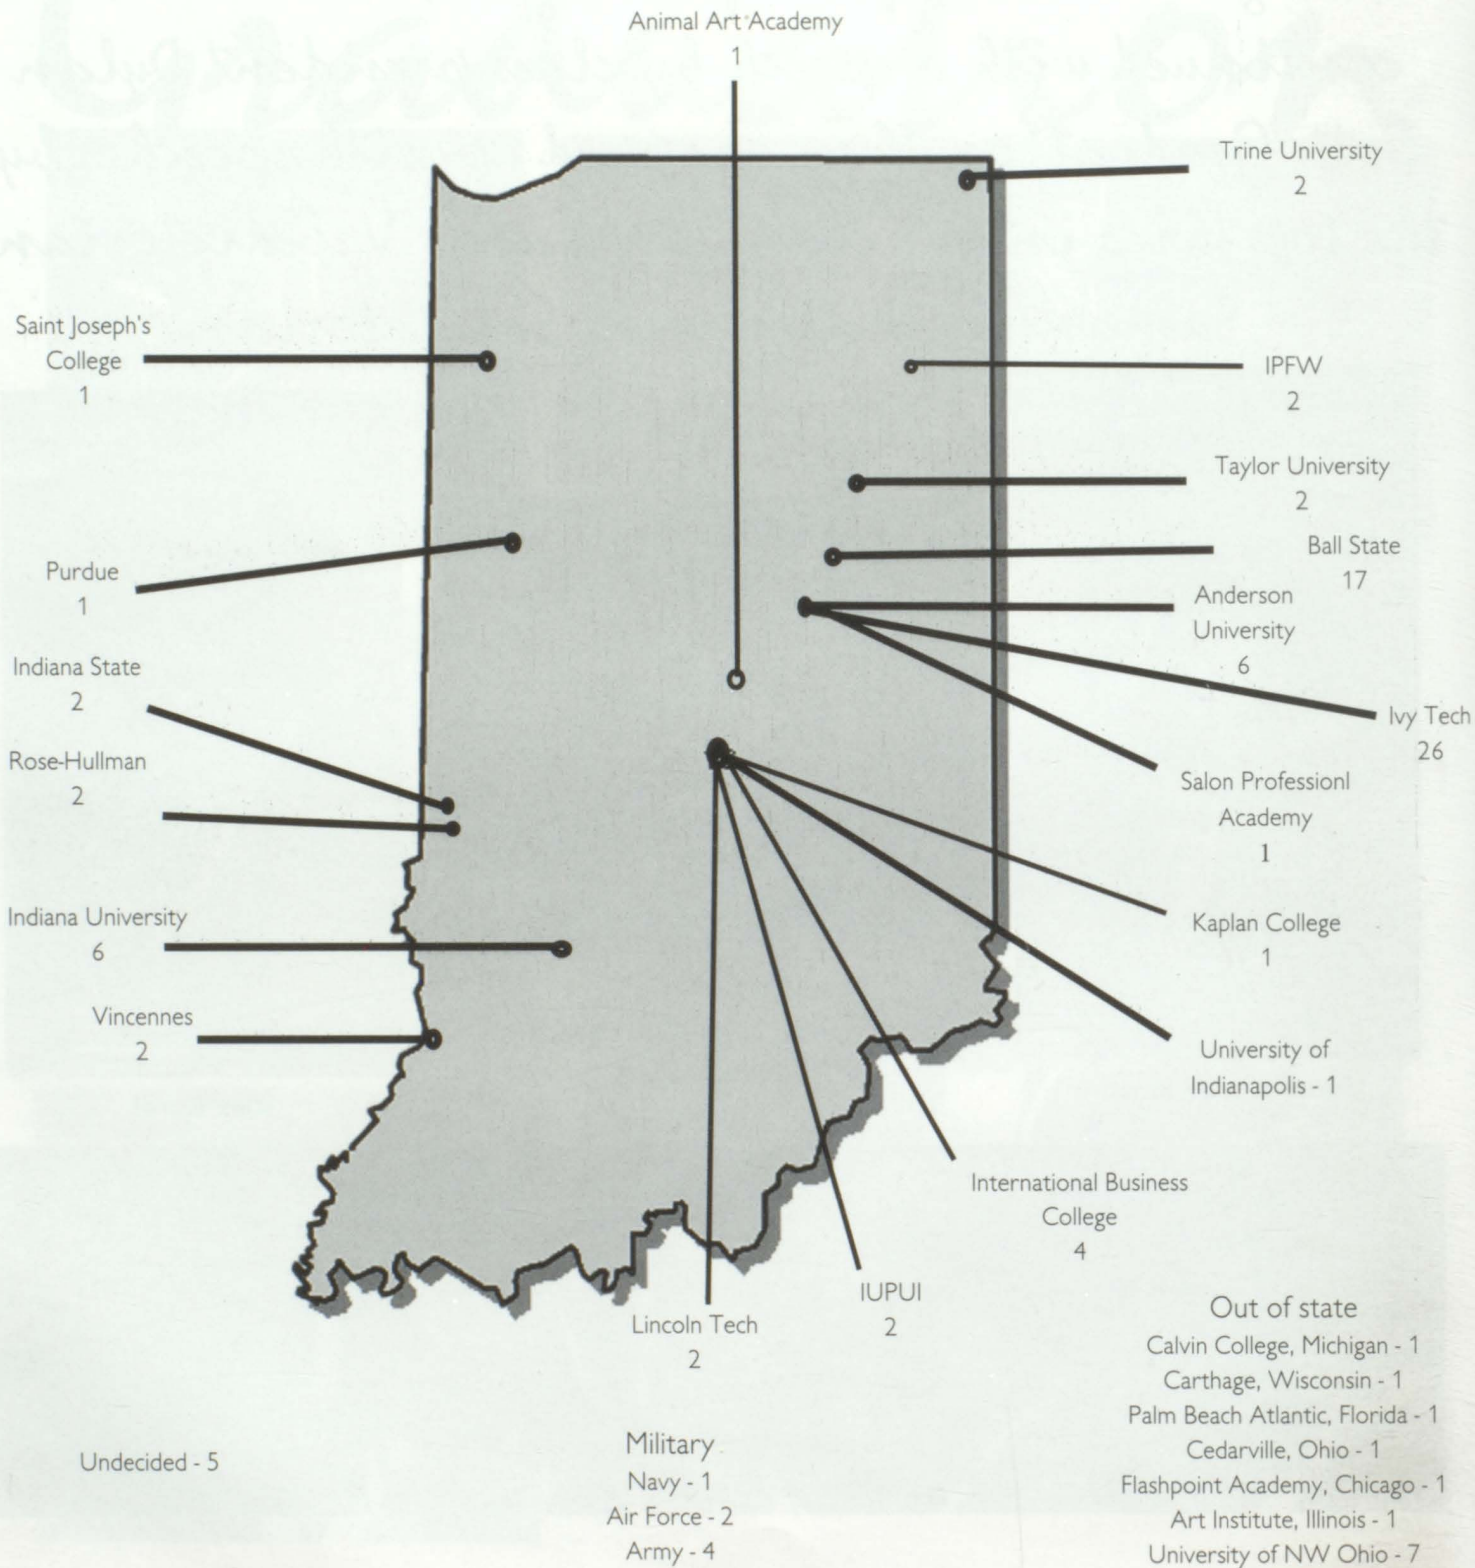 Animal Art Academy
1
Trine University
2
Saint Joseph's
College
1
IPFW
2
Taylor University
2
Ball State
17
Purdue
1
Anderson
University
6
Indiana State
2
Ivy Tech
26
Rose-Hullman
2
Salon Professionl
Academy
1
Indiana University
6
Kaplan College
1
Vincennes
2
University of
Indianapolis - 1
International Business
College
4
IUPUI
2
Lincoln Tech
2
Out of state
Calvin College, Michigan - 1
Carthage, Wisconsin - 1
Palm Beach Atlantic, Florida - 1
Cedarville, Ohio - 1
Flashpoint Academy, Chicago - 1
Art Institute, Illinois - 1
University of NW Ohio - 7
Undecided - 5
Military
Navy - 1
Air Force - 2
Army - 4